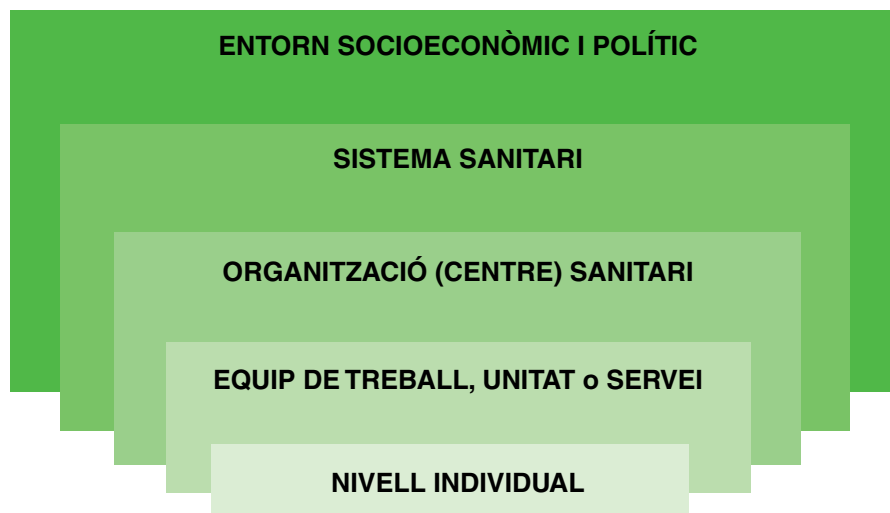 ENTORN SOCIOECONÒMIC I POLÍTIC
SISTEMA SANITARI
ORGANITZACIÓ (CENTRE) SANITARI
EQUIP DE TREBALL, UNITAT o SERVEI
NIVELL INDIVIDUAL